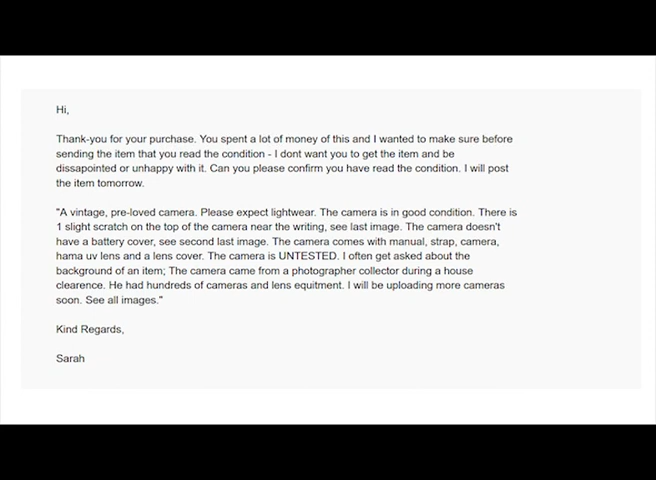 Hi,
Thank-you for your purchase. You spent a lot of money of this and I wanted to make sure before
sending the item that you read the condition - I dont want you to get the item and be
dissapointed or unhappy with it. Can you please confirm you have read the condition. I will post
the item tomorrow.
"A vintage, pre-loved camera. Please expect lightwear. The camera is in good condition. There is
1 slight scratch on the top of the camera near the writing, see last image. The camera doesn't
have a battery cover, see second last image. The camera comes with manual, strap, camera,
hama uv lens and a lens cover. The camera is UNTESTED. I often get asked about the
background of an item; The camera came from a photographer collector during a house
clearence. He had hundreds of cameras and lens equitment. I will be uploading more cameras
soon. See all images."
Kind Regards,
Sarah